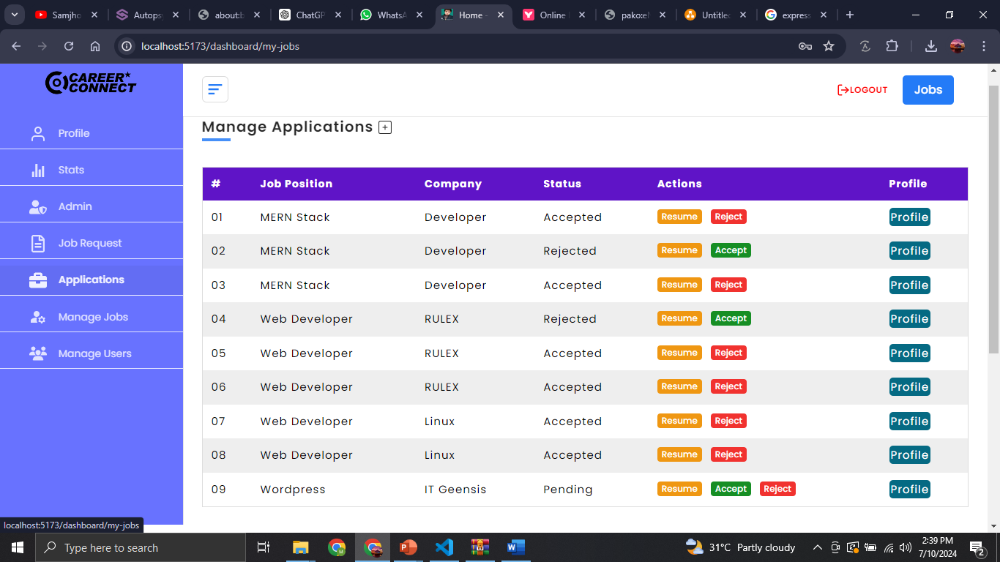 Samjho
Autopsy
about:b
ChatGP
WhatsA
Home -
Online
pako:eN
Untitled
express
localhost:5173/dashboard/my-jobs
CAREER
CONNECT
LOGOUT
Jobs
Profile
Stats
Admin
Job Request
Applications
Manage Jobs
Manage Users
Manage Applications
# Job Position Company Status Actions Profile
01 MERN Stack Developer Accepted Resume Reject Profile
02 MERN Stack Developer Rejected Resume Accept Profile
03 MERN Stack Developer Accepted Resume Reject Profile
04 Web Developer RULEX Rejected Resume Accept Profile
05 Web Developer RULEX Accepted Resume Reject Profile
06 Web Developer RULEX Accepted Resume Reject Profile
07 Web Developer Linux Accepted Resume Reject Profile
08 Web Developer Linux Accepted Resume Reject Profile
09 Wordpress IT Geensis Pending Resume Accept Reject Profile
localhost:5173/dashboard/my-jobs
Type here to search
31°C Partly cloudy
2:39 PM
7/10/2024
2